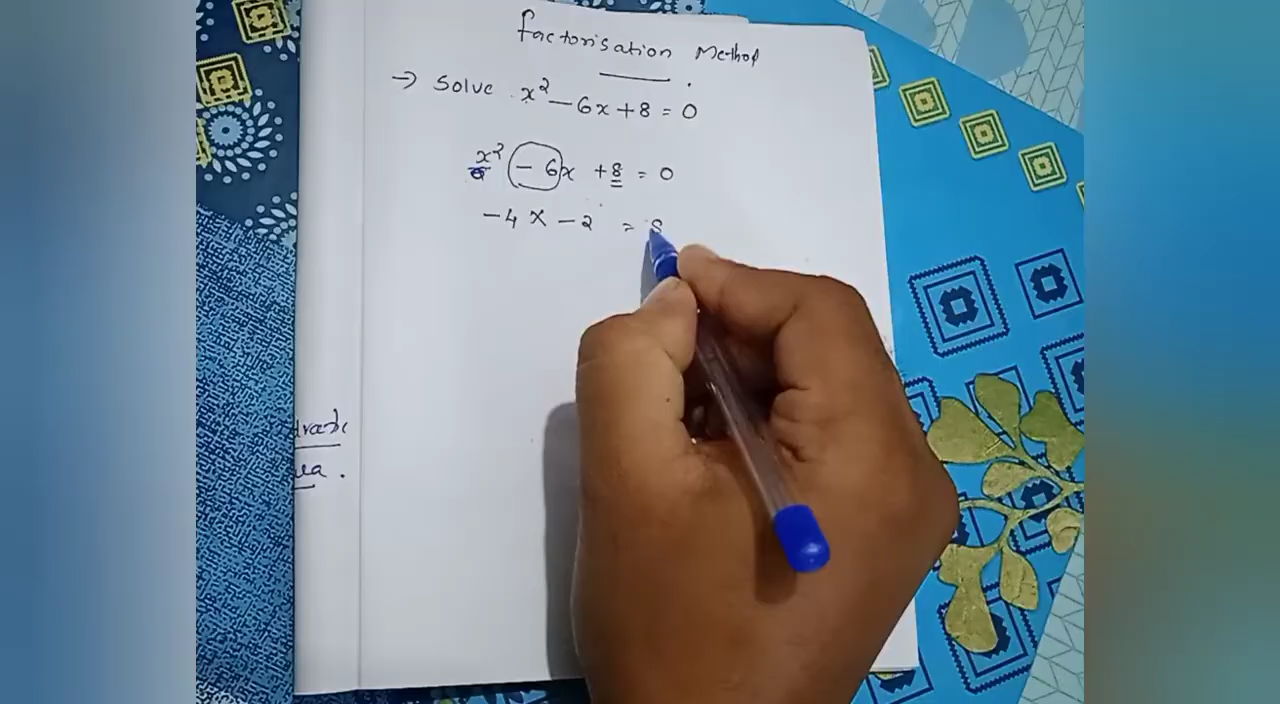 Factorisation Method
→ Solve x² - 6x + 8 = 0
x² - 6x + 8 = 0
-4 × -2 = 8